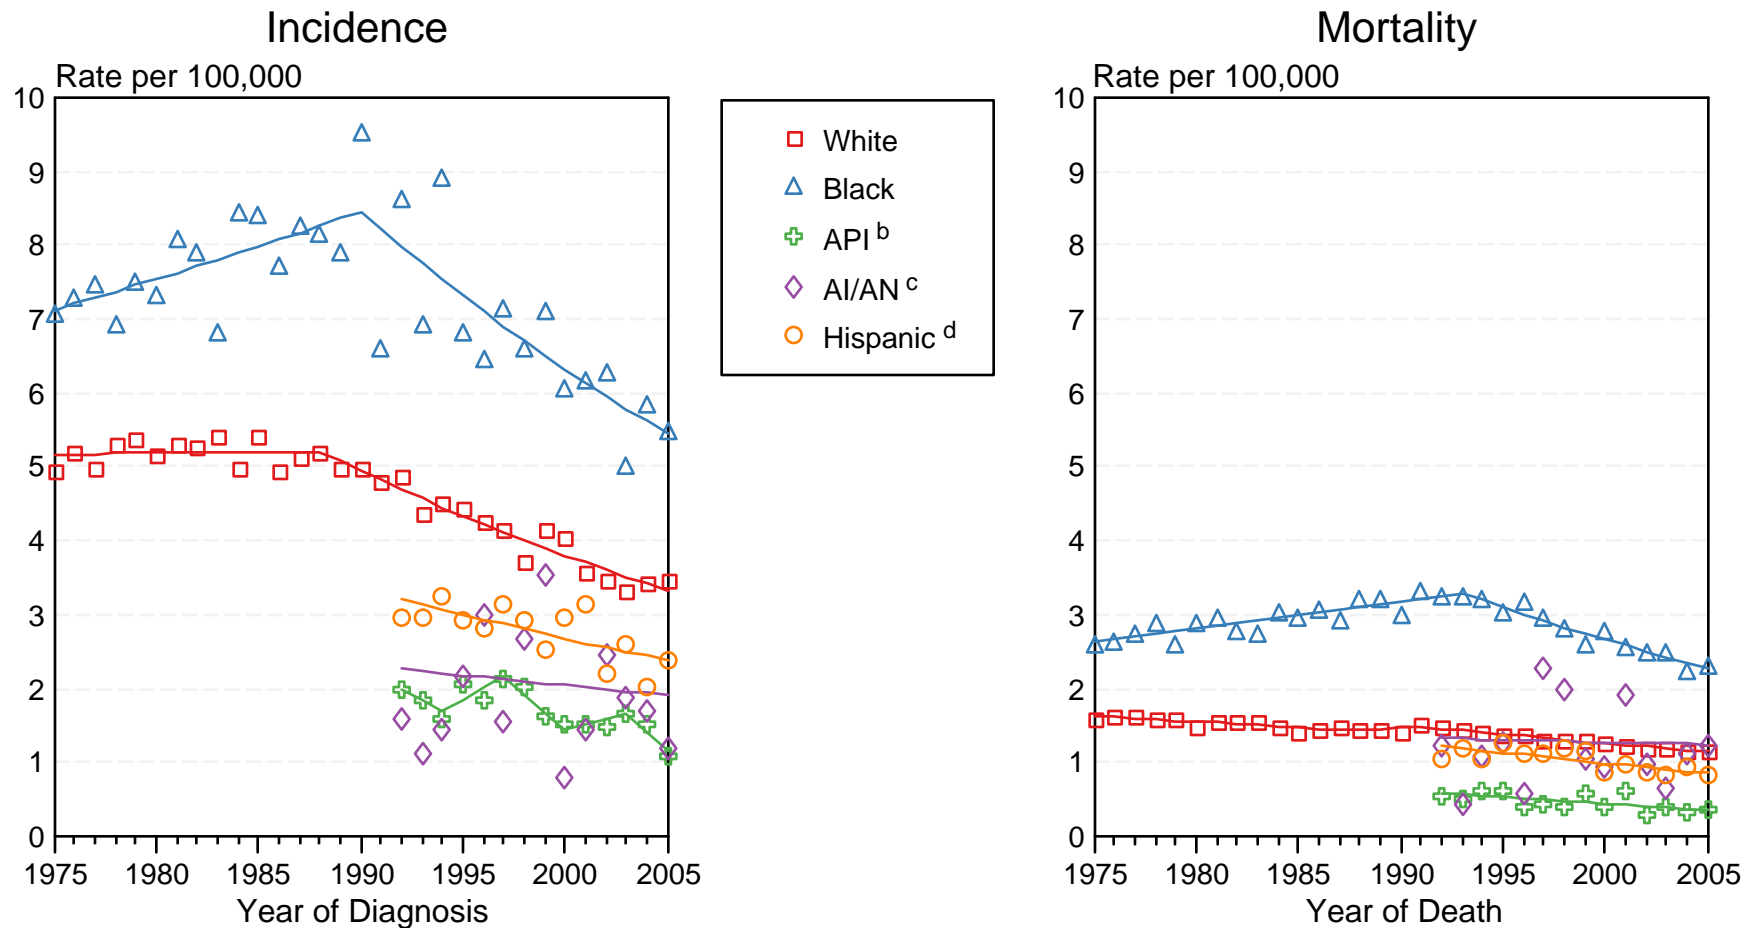 Incidence
Rate per 100,000
10
9
8
7
6
5
4
3
2
1
0
1975 1980 1985 1990 1995 2000 2005
Year of Diagnosis
White
Black
API b
AI/AN c
Hispanic d
Mortality
Rate per 100,000
10
9
8
7
6
5
4
3
2
1
0
1975 1980 1985 1990 1995 2000 2005
Year of Death